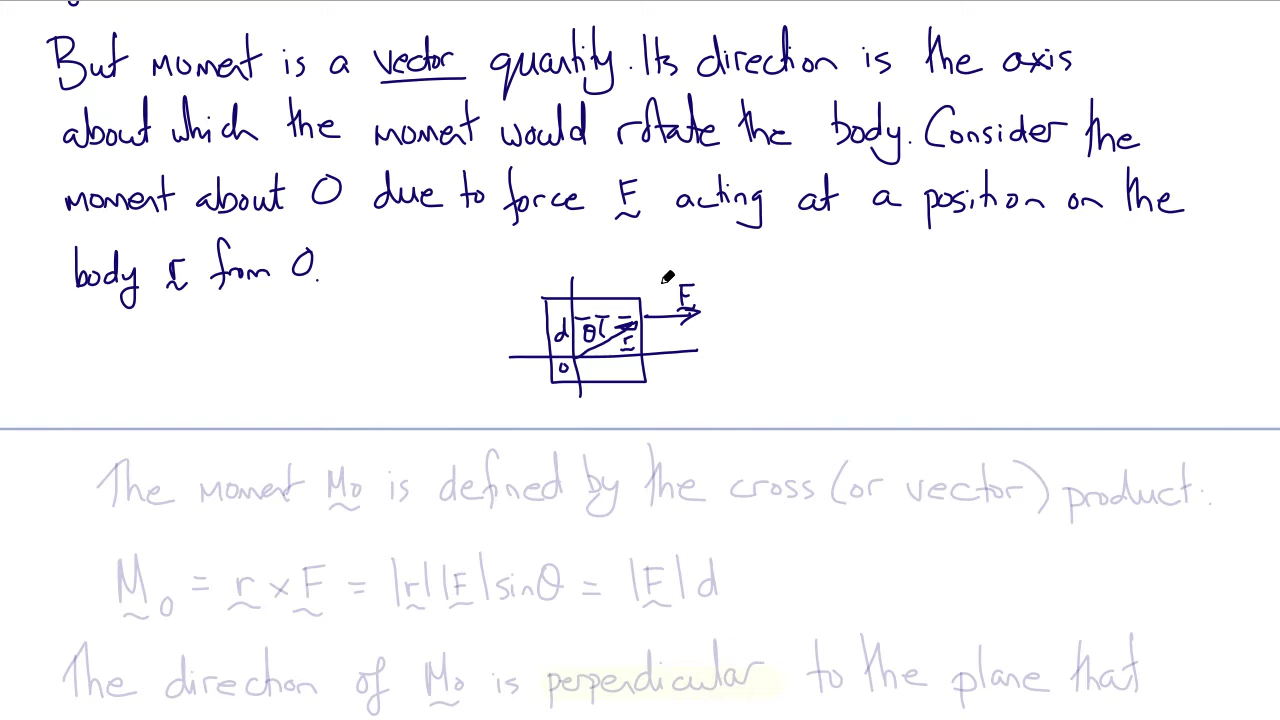 But moment is a vector quantity. Its direction is the axis
about which the moment would rotate the body. Consider the
moment about O due to force F acting at a position on the
body r from O.
F
d θ r
O
The moment Mo is defined by the cross (or vector) product:
M₀ = r × F = |r||F|sinθ = |F|d
The direction of Mo is perpendicular to the plane that